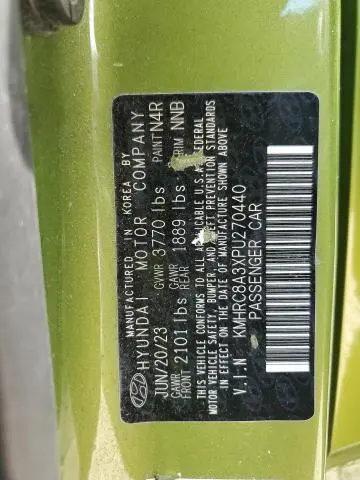 MANUFACTURED IN KOREA BY
HYUNDAI MOTOR COMPANY
JUN/20/23 GVWR 3770 lbs PAINT N4R
GAWR FRONT 2101 lbs GAWR REAR 1889 lbs TRIM NNB
THIS VEHICLE CONFORMS TO ALL APPLICABLE U.S.A. FEDERAL
MOTOR VEHICLE SAFETY, BUMPER, AND THEFT PREVENTION STANDARDS
IN EFFECT ON THE DATE OF MANUFACTURE SHOWN ABOVE
V.I.N KMHRC8A3XPU270440
PASSENGER CAR